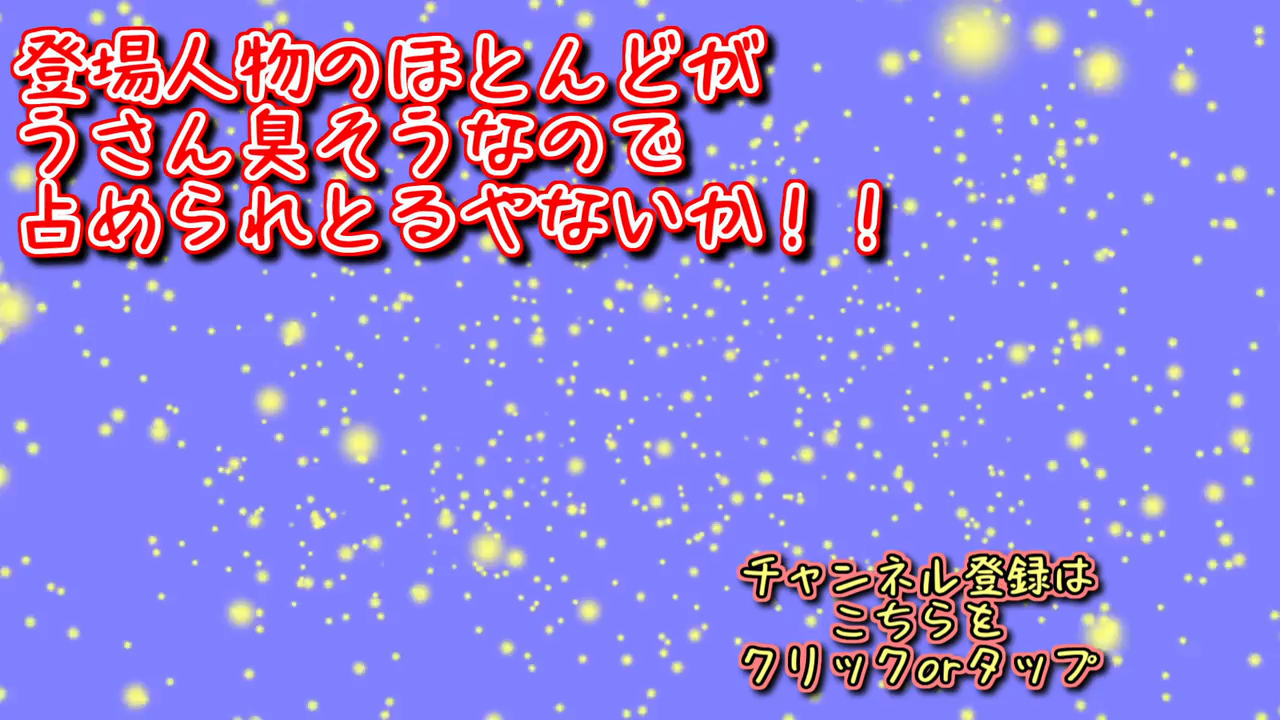 登場人物のほとんどが
うさん臭そうなので
占められとるやないか！！
チャンネル登録は
こちらを
クリックorタップ